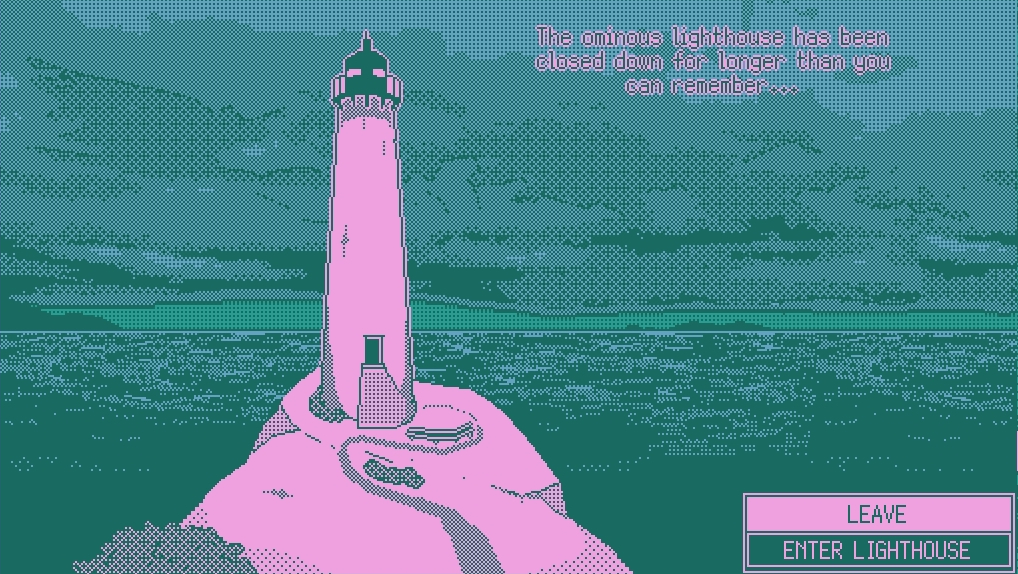 The ominous lighthouse has been
closed down for longer than you
can remember...
LEAVE
ENTER LIGHTHOUSE